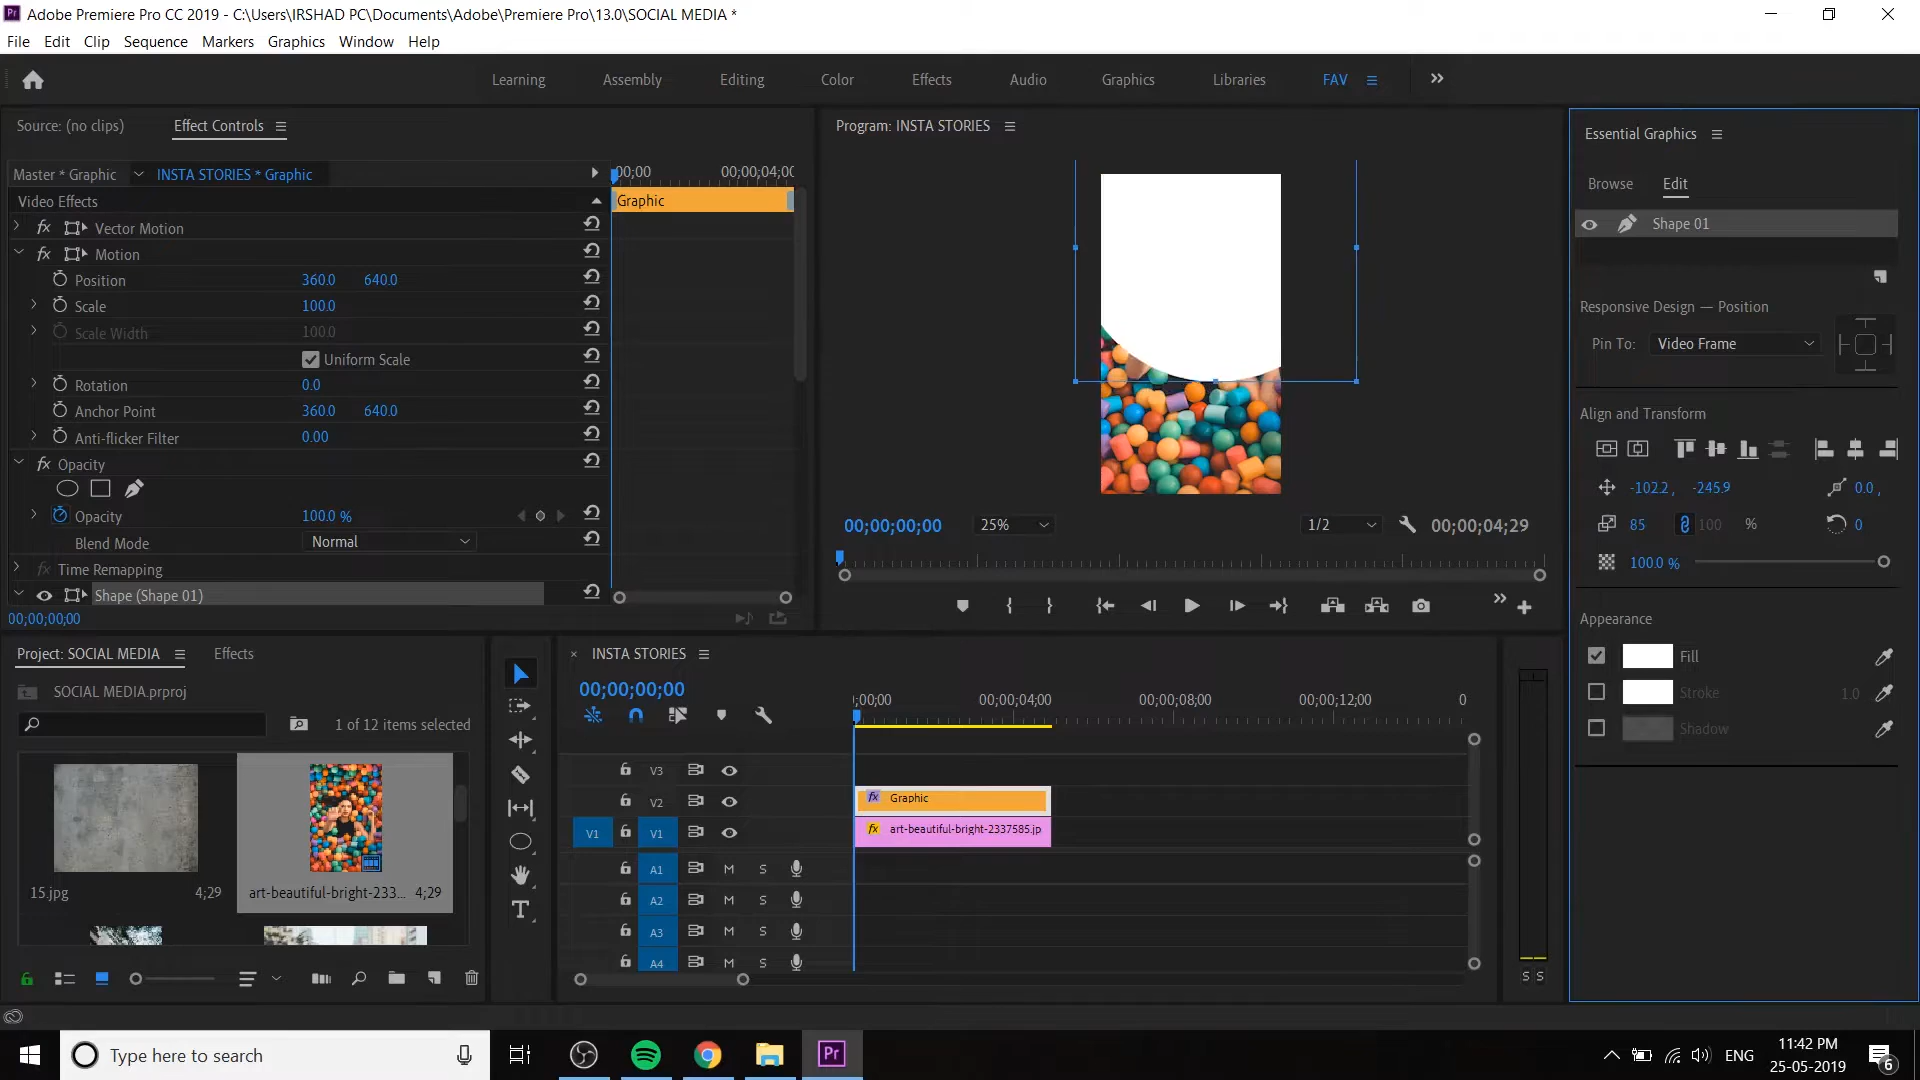 Adobe Premiere Pro CC 2019 - C:\Users\IRSHAD PC\Documents\Adobe\Premiere Pro\13.0\SOCIAL MEDIA *
File Edit Clip Sequence Markers Graphics Window Help
Learning Assembly Editing Color Effects Audio Graphics Libraries FAV
Source: (no clips) Effect Controls
Master * Graphic INSTA STORIES * Graphic
:00;00 00;00;04;00
Video Effects
Graphic
fx Vector Motion
fx Motion
Position 360.0 640.0
Scale 100.0
Scale Width 100.0
Uniform Scale
Rotation 0.0
Anchor Point 360.0 640.0
Anti-flicker Filter 0.00
fx Opacity
Opacity 100.0 %
Blend Mode Normal
fx Time Remapping
Shape (Shape 01)
00;00;00;00
Program: INSTA STORIES
00;00;00;00 25% 1/2 00;00;04;29
Essential Graphics
Browse Edit
Shape 01
Responsive Design — Position
Pin To: Video Frame
Align and Transform
-102.2 , -245.9 0.0 ,
85 100 % 0
100.0 %
Appearance
Fill
Stroke 1.0
Shadow
Project: SOCIAL MEDIA Effects
SOCIAL MEDIA.prproj
1 of 12 items selected
15.jpg 4;29 art-beautiful-bright-233... 4;29
× INSTA STORIES
00;00;00;00
;00;00 00;00;04;00 00;00;08;00 00;00;12;00 0
V3
V2 fx Graphic
V1 V1 fx art-beautiful-bright-2337585.jp
A1 M S
A2 M S
A3 M S
A4 M S
S S
T
Type here to search
Pr
ENG
11:42 PM
25-05-2019
6